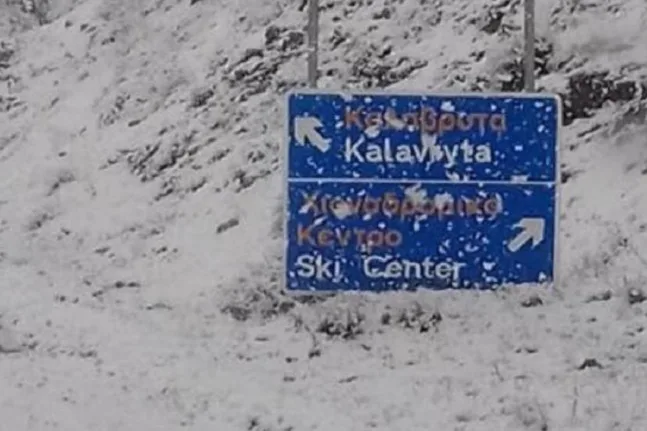 Καλάβρυτα
Kalavryta
Χιονοδρομικό
Κέντρο
Ski Center